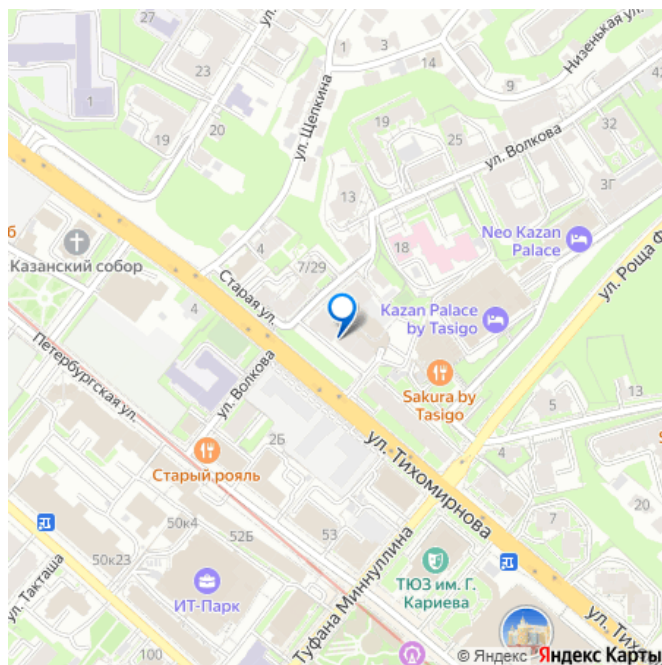 27
23
1
19
20
ул. Щепкина
1
3
14
9
Низенькая ул.
42
19
25
ул. Волкова
32
3Г
13
18
Neo Kazan
Palace
ул. Роща Ф
б
Казанский собор
4
7/29
Старая ул.
Kazan Palace
by Tasigo
4
Петербургская ул.
ул. Волкова
Sakura by
Tasigo
5
4
S
2Б
ул. Тихомирнова
Старый рояль
50к4
52Б
53
7
20
50к23
ул. Такташа
ИТ-Парк
Туфана Миннуллина
ТЮЗ им. Г.
Кариева
ул. Тихо
100
© Яндекс Яндекс Карты